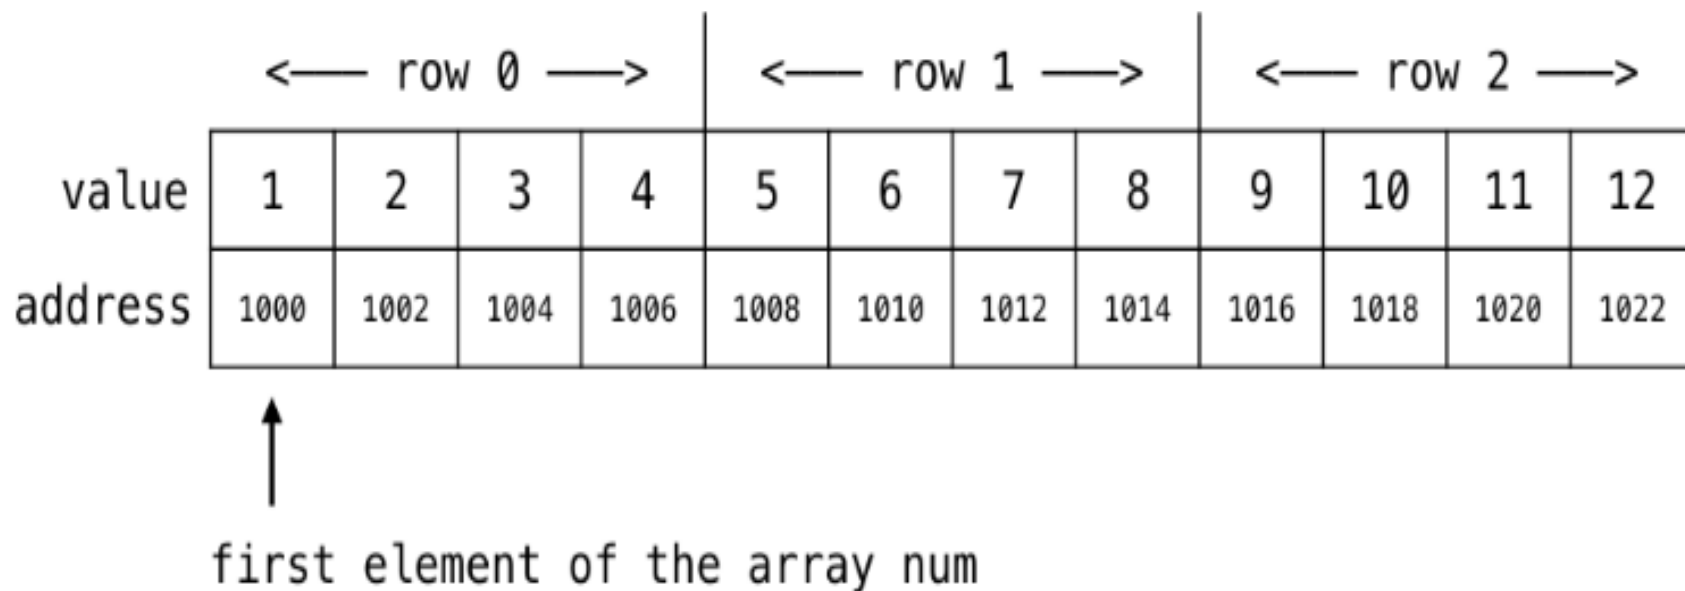 <—— row 0 ——> <—— row 1 ——> <—— row 2 ——>
value 1 2 3 4 5 6 7 8 9 10 11 12
address 1000 1002 1004 1006 1008 1010 1012 1014 1016 1018 1020 1022
first element of the array num